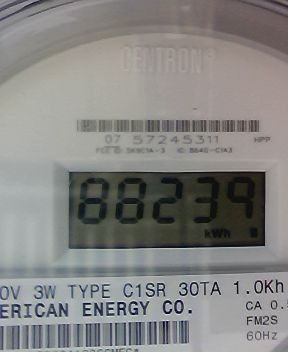 CENTRON®
07 57245311 HPP
88239
kWh
0V 3W TYPE C1SR 30TA 1.0Kh
ERICAN ENERGY CO.
CA 0.
FM2S
60Hz